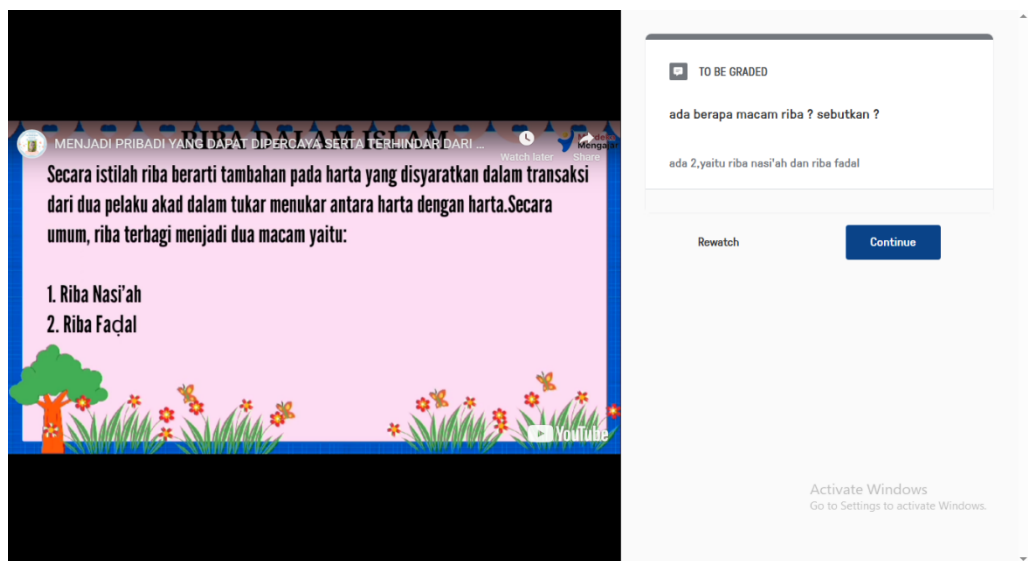 RIBA DALAM ISLAM
MENJADI PRIBADI YANG DAPAT DIPERCAYA SERTA TERHINDAR DARI ...
Watch later
Share
Mengajar
Secara istilah riba berarti tambahan pada harta yang disyaratkan dalam transaksi
dari dua pelaku akad dalam tukar menukar antara harta dengan harta.Secara
umum, riba terbagi menjadi dua macam yaitu:
1. Riba Nasi'ah
2. Riba Faḍal
YouTube
TO BE GRADED
ada berapa macam riba ? sebutkan ?
ada 2,yaitu riba nasi'ah dan riba fadal
Rewatch
Continue
Activate Windows
Go to Settings to activate Windows.